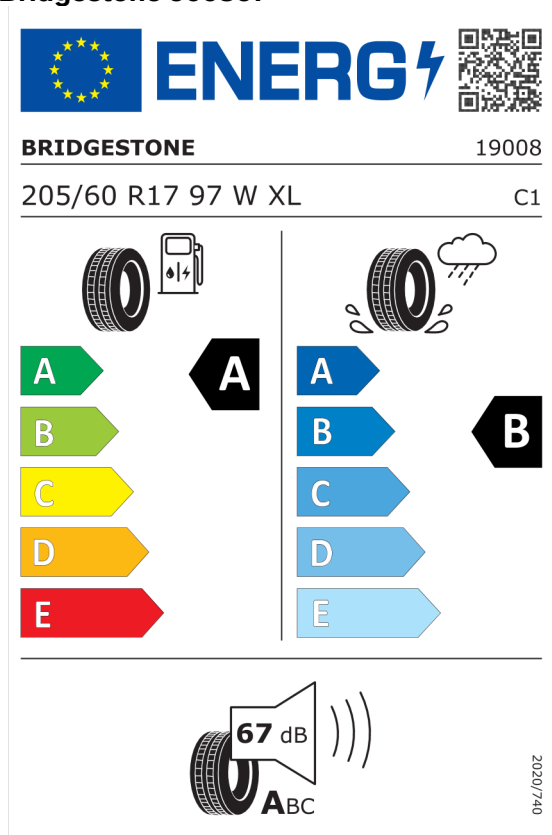 ENERG
BRIDGESTONE
19008
205/60 R17 97 W XL
C1
A
A
B
C
D
E
A
B
B
C
D
E
67 dB
ABC
2020/740